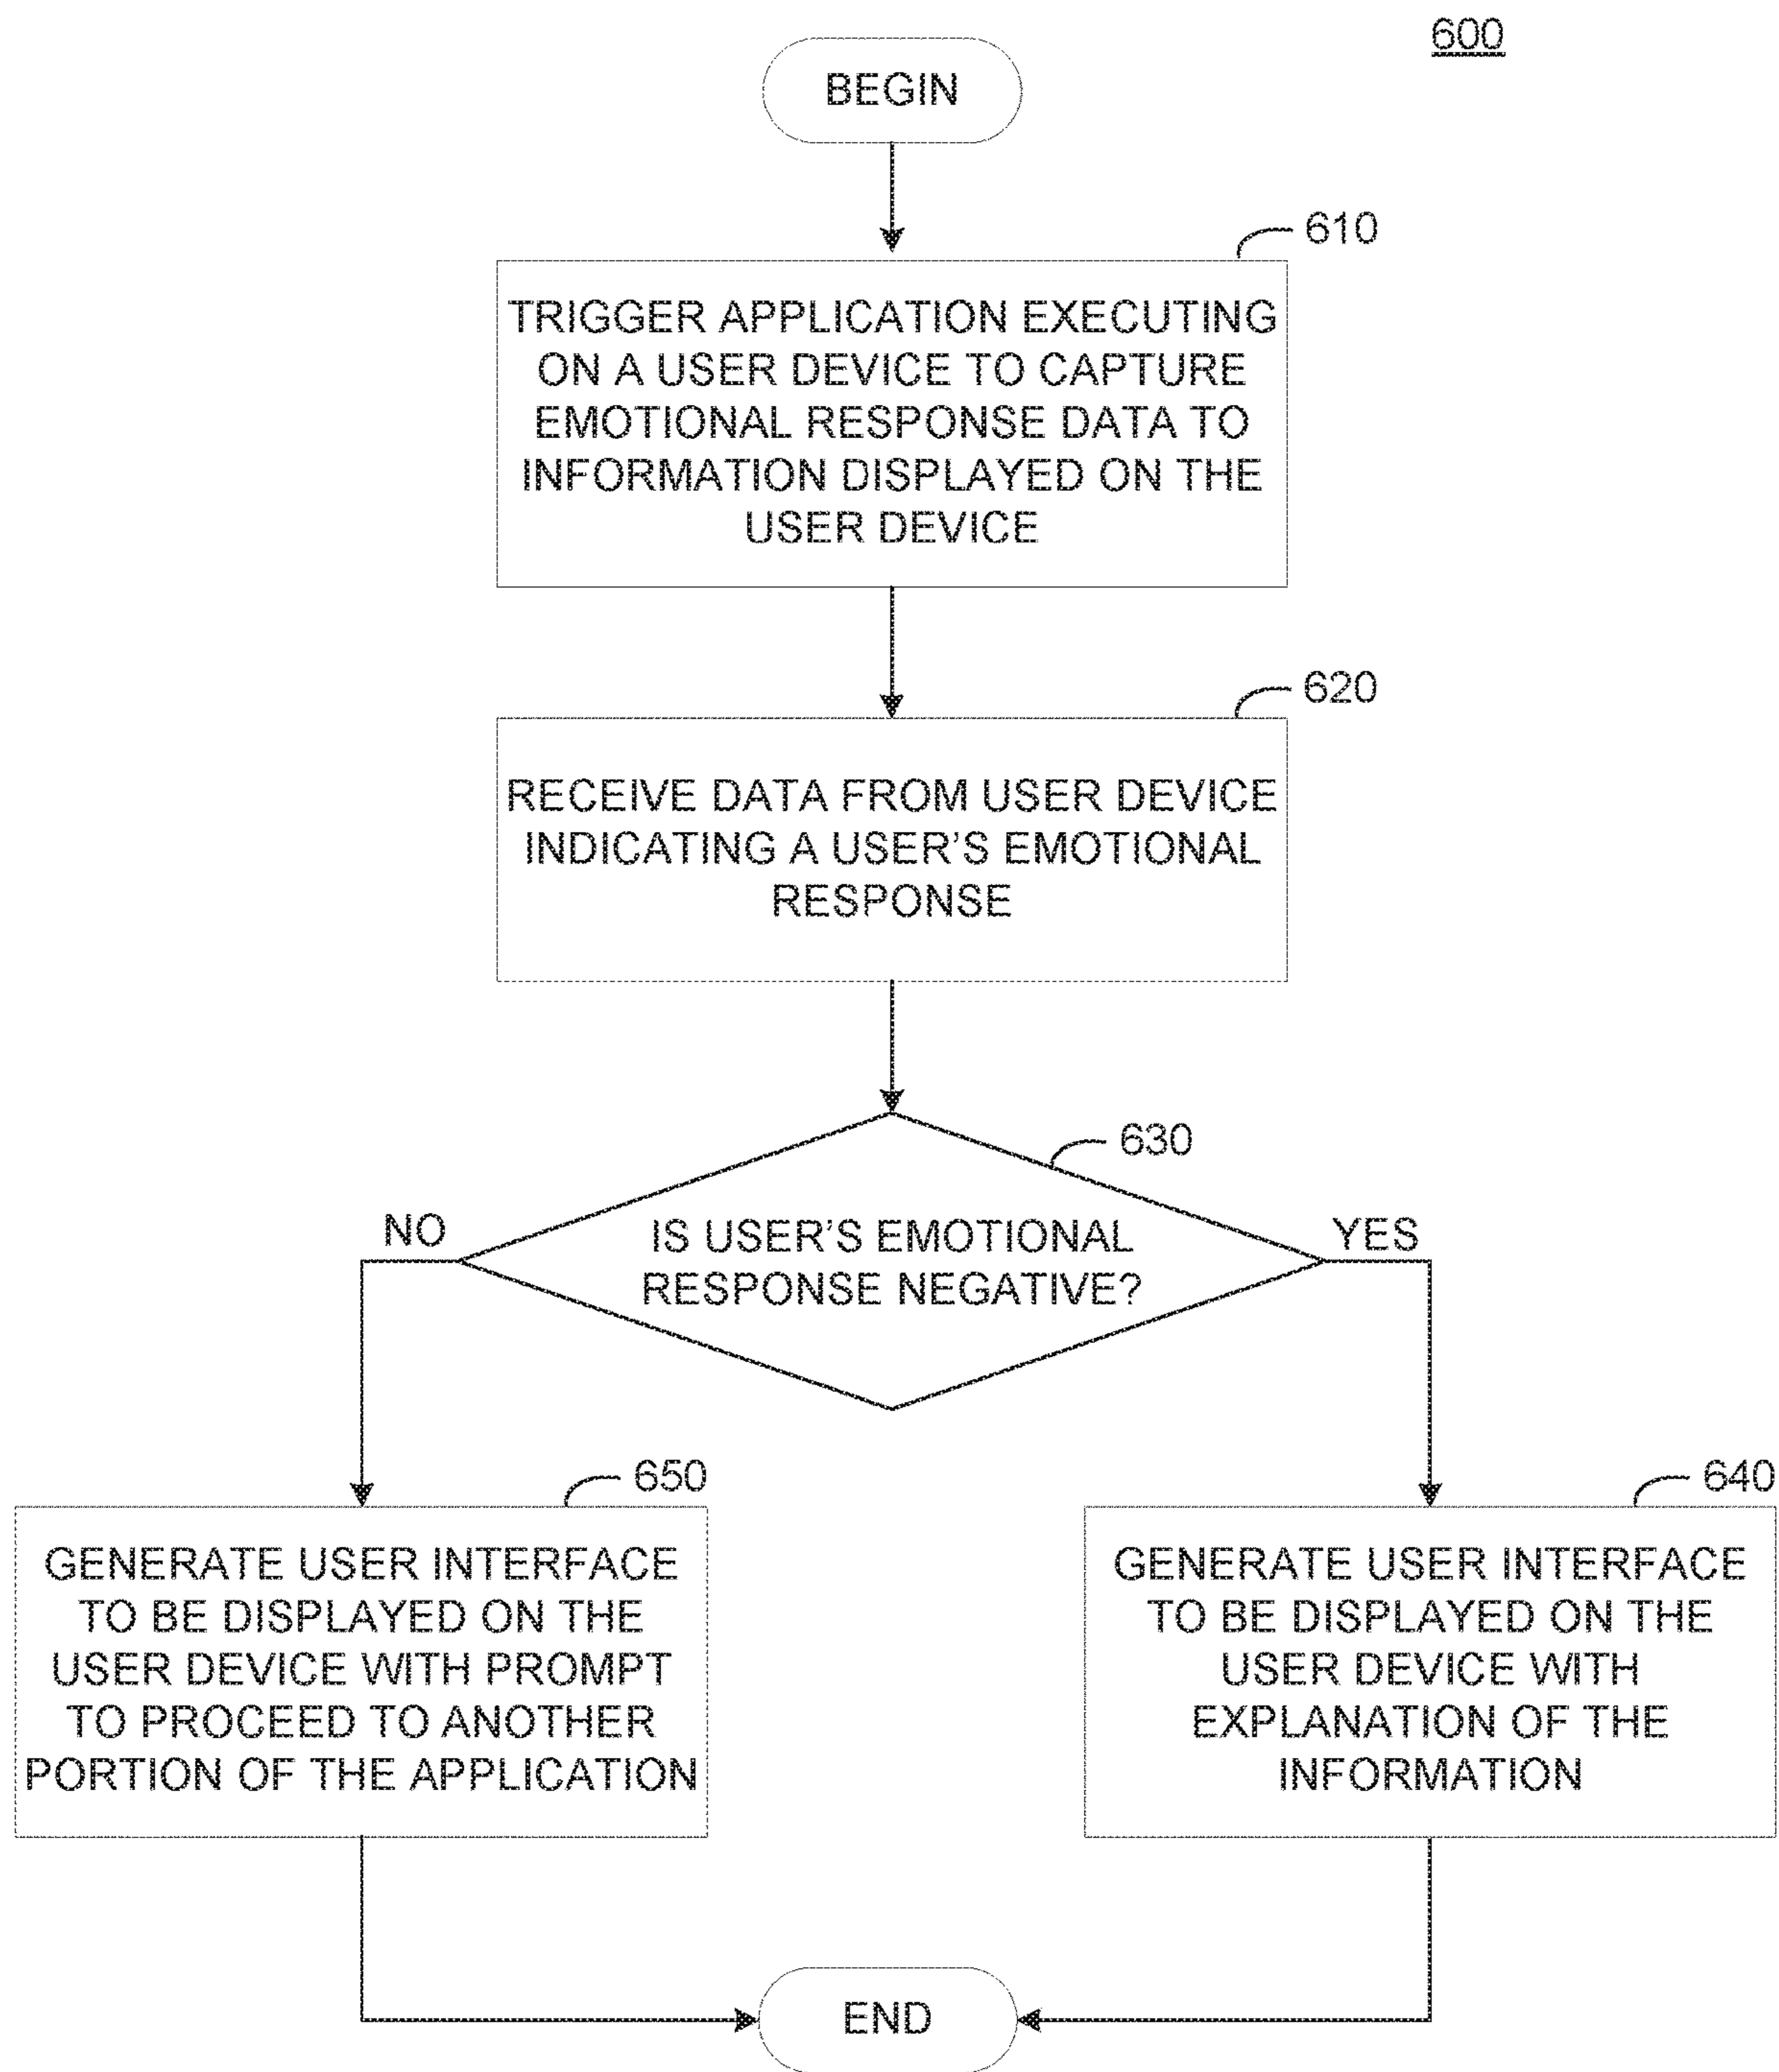 600
BEGIN
610
TRIGGER APPLICATION EXECUTING
ON A USER DEVICE TO CAPTURE
EMOTIONAL RESPONSE DATA TO
INFORMATION DISPLAYED ON THE
USER DEVICE
620
RECEIVE DATA FROM USER DEVICE
INDICATING A USER'S EMOTIONAL
RESPONSE
630
IS USER'S EMOTIONAL
RESPONSE NEGATIVE?
NO
YES
650
GENERATE USER INTERFACE
TO BE DISPLAYED ON THE
USER DEVICE WITH PROMPT
TO PROCEED TO ANOTHER
PORTION OF THE APPLICATION
640
GENERATE USER INTERFACE
TO BE DISPLAYED ON THE
USER DEVICE WITH
EXPLANATION OF THE
INFORMATION
END